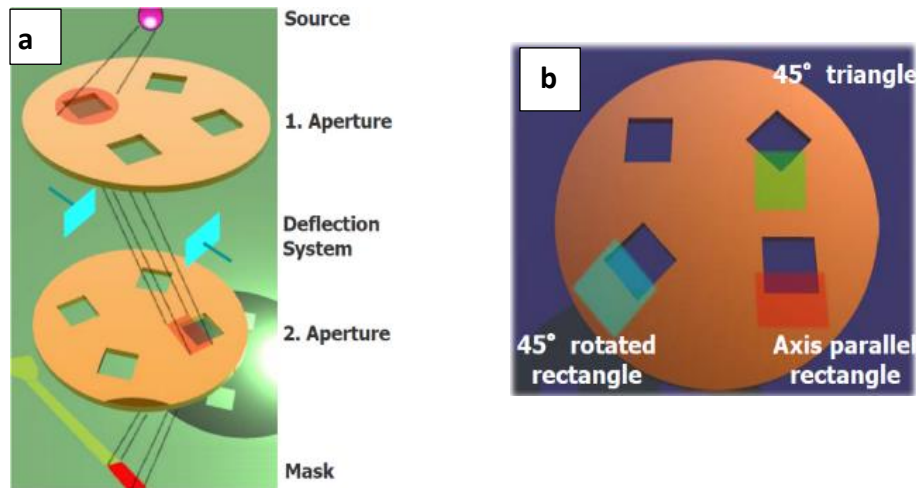 a
Source
1. Aperture
Deflection
System
2. Aperture
Mask
b
45° triangle
45° rotated
rectangle
Axis parallel
rectangle